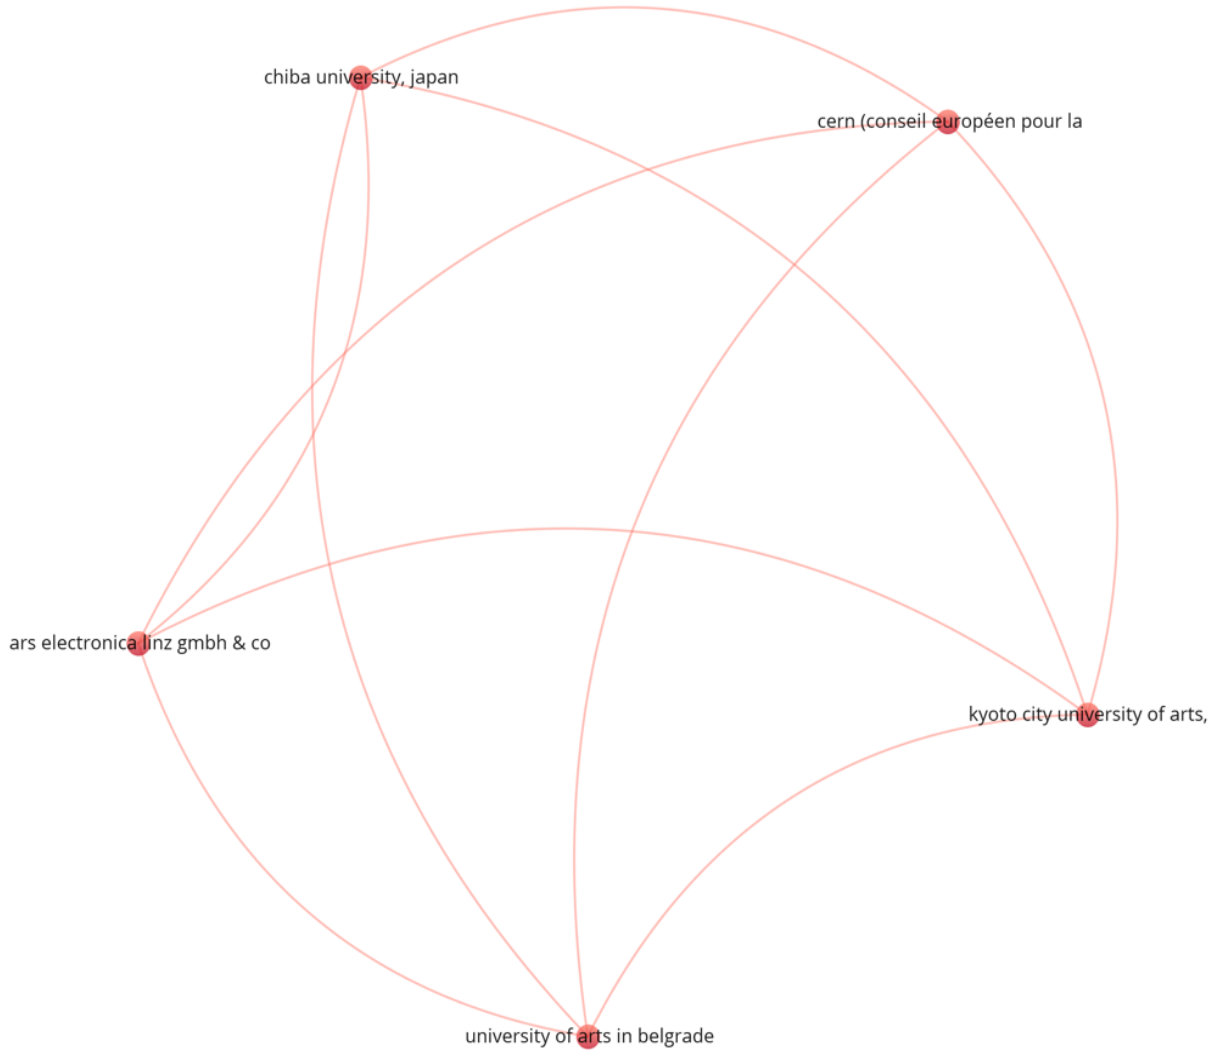 chiba university, japan
cern (conseil européen pour la
ars electronica linz gmbh & co
kyoto city university of arts,
university of arts in belgrade